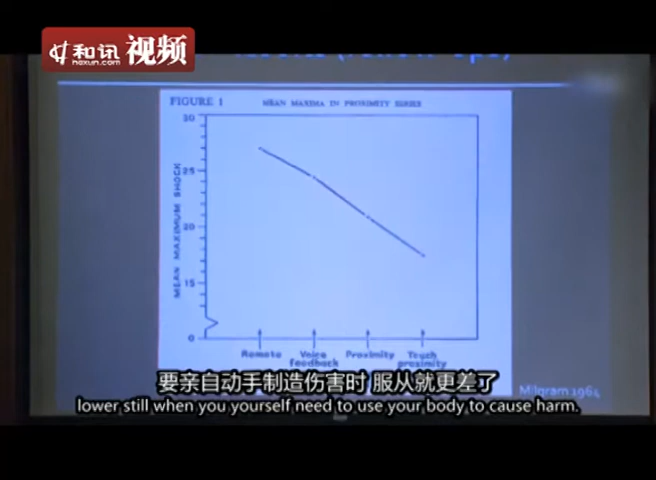 和讯 视频
hexun.com
FIGURE 1 MEAN MAXIMA IN PROXIMITY SERIES
30
25
20
15
0
MEAN MAXIMUM SHOCK
Remote Voice feedback Proximity Touch proximity
要亲自动手制造伤害时 服从就更差了
lower still when you yourself need to use your body to cause harm.
Milgram